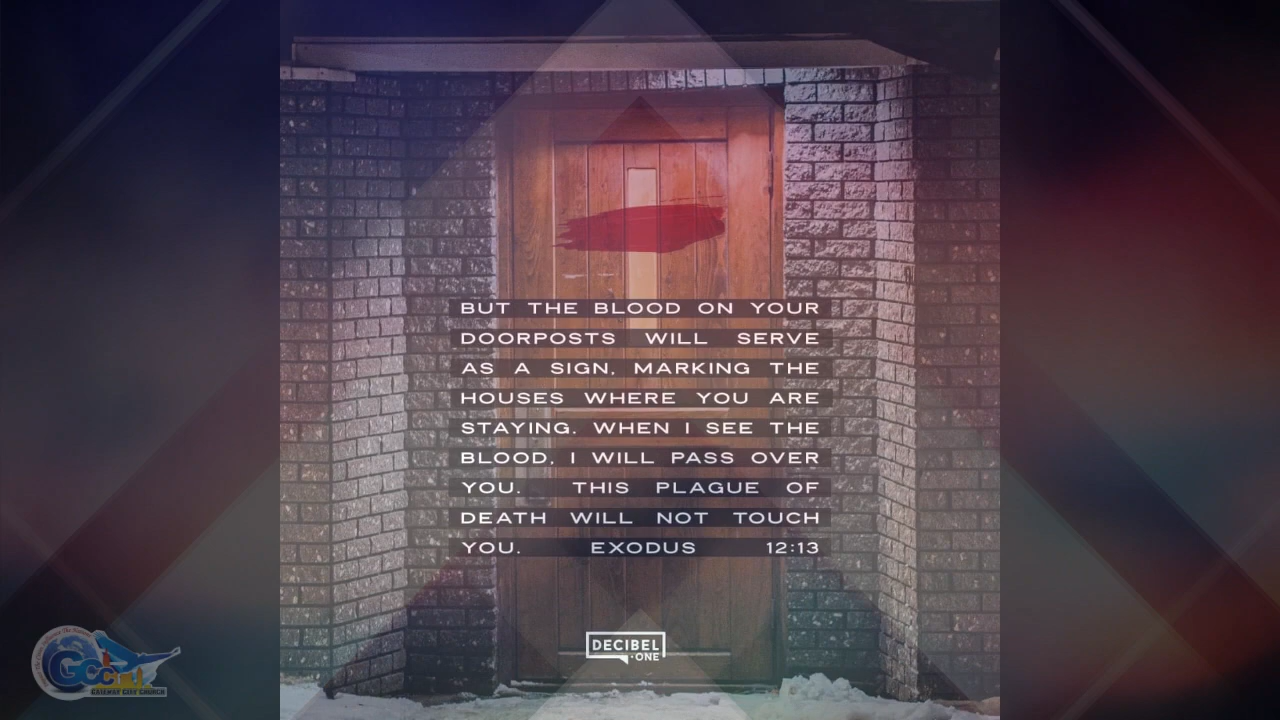 BUT THE BLOOD ON YOUR
DOORPOSTS WILL SERVE
AS A SIGN, MARKING THE
HOUSES WHERE YOU ARE
STAYING. WHEN I SEE THE
BLOOD, I WILL PASS OVER
YOU. THIS PLAGUE OF
DEATH WILL NOT TOUCH
YOU. EXODUS 12:13
DECIBEL
·ONE
GCC
GATEWAY CITY CHURCH